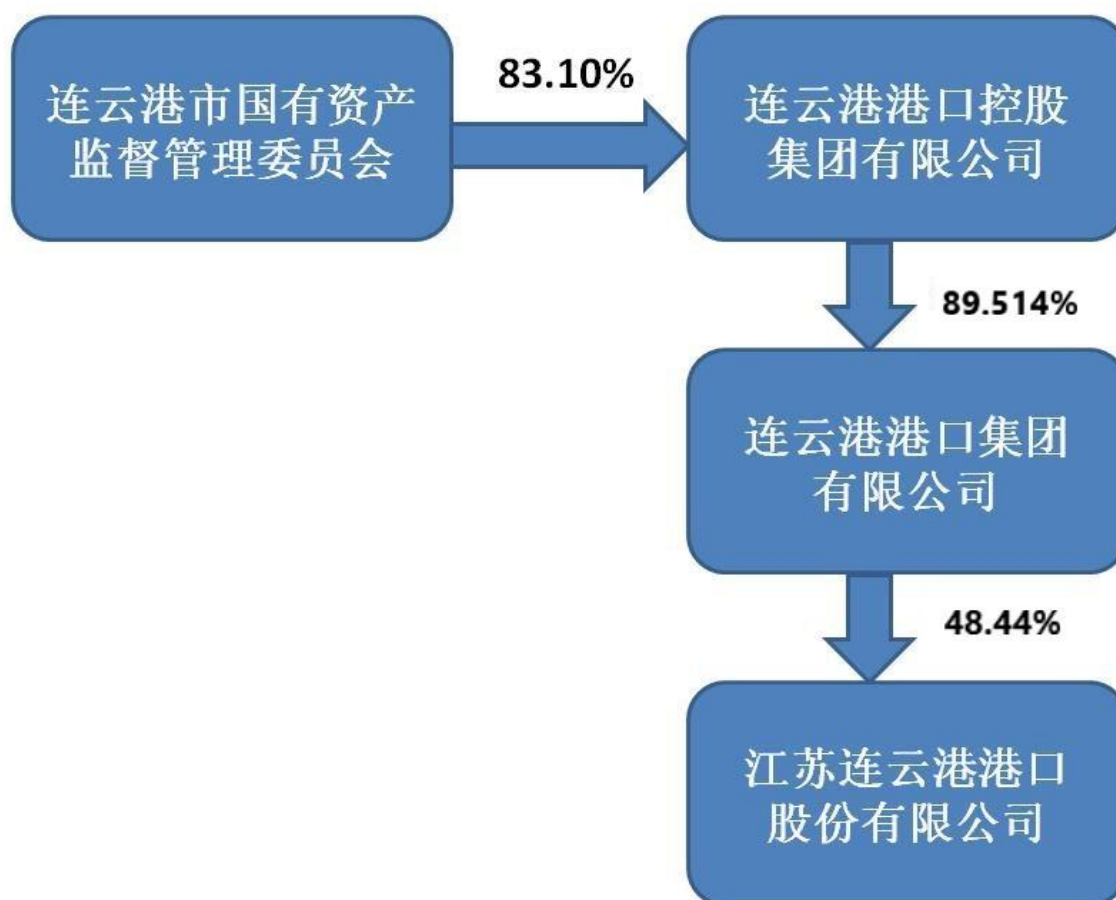 连云港市国有资产
监督管理委员会
83.10%
连云港港口控股
集团有限公司
89.514%
连云港港口集团
有限公司
48.44%
江苏连云港港口
股份有限公司